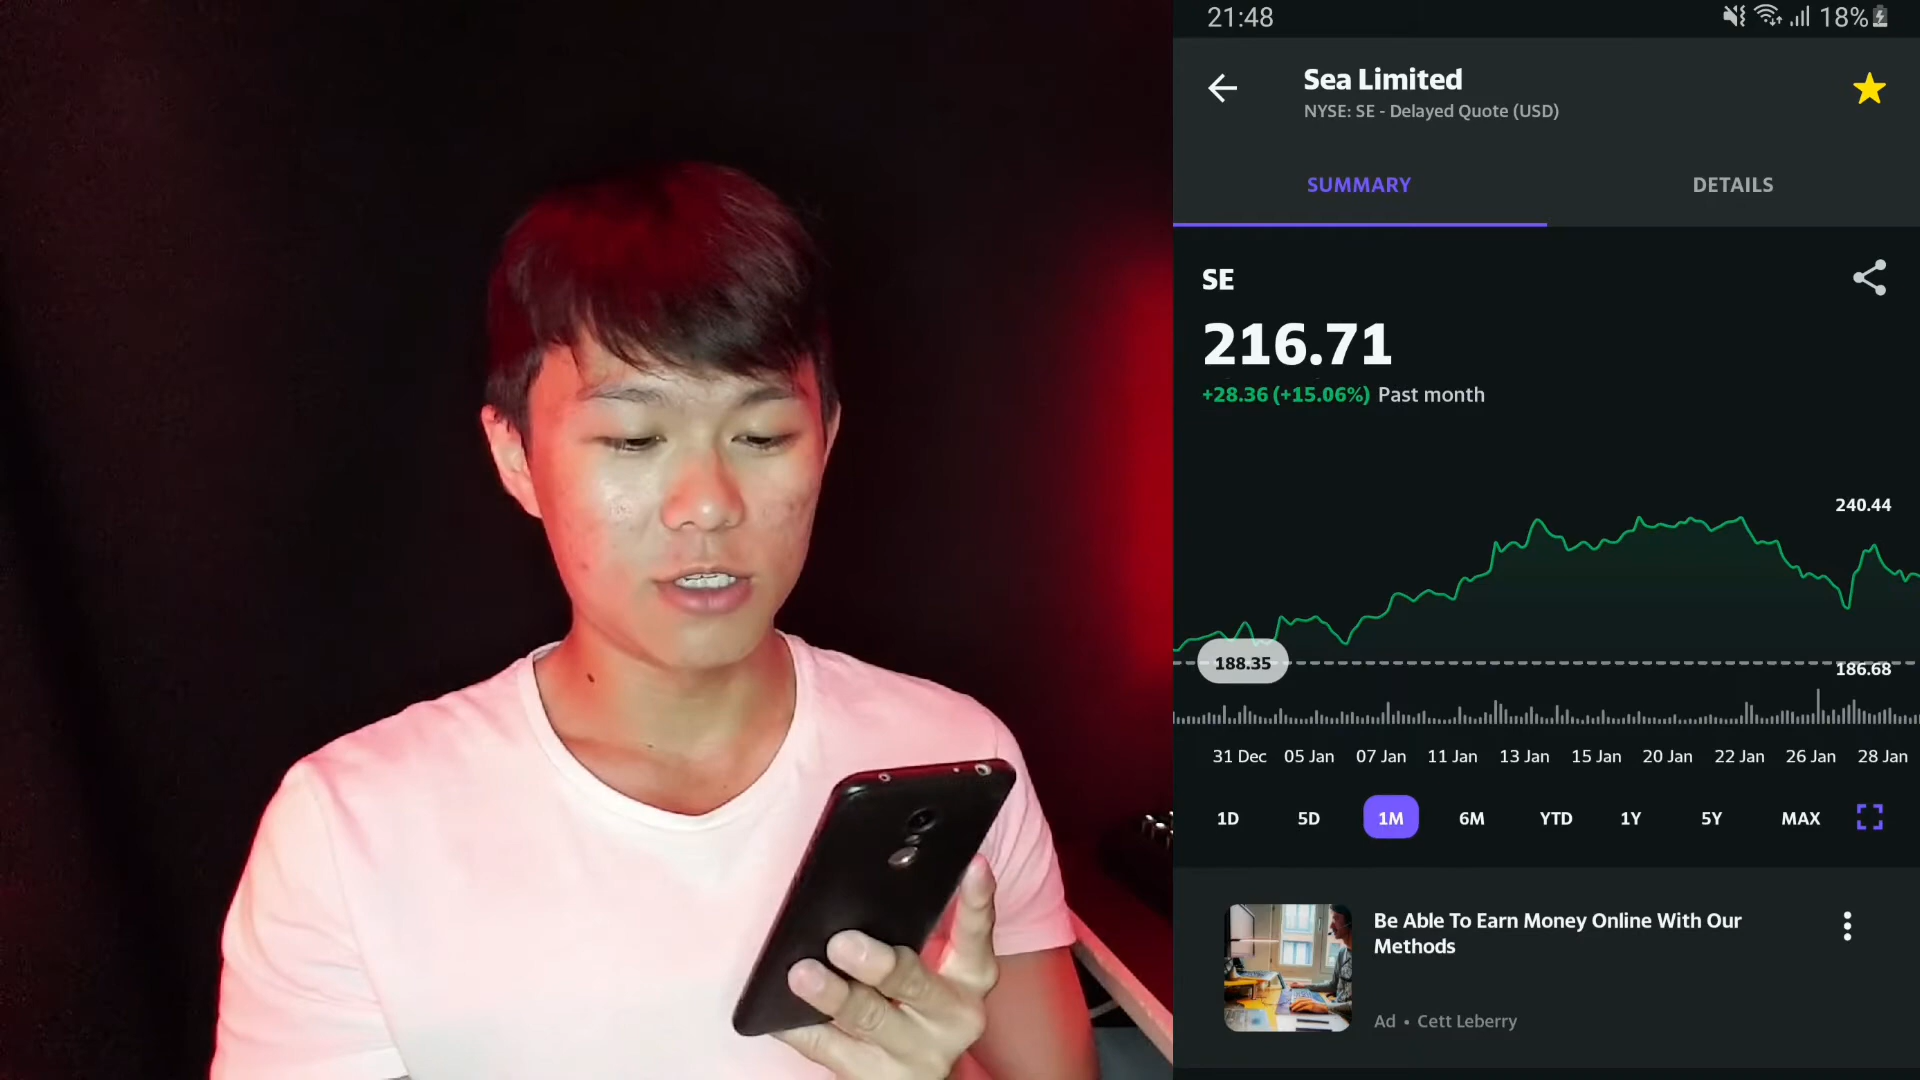 21:48
18%
Sea Limited
NYSE: SE - Delayed Quote (USD)
SUMMARY
DETAILS
SE
216.71
+28.36 (+15.06%) Past month
240.44
188.35
186.68
31 Dec 05 Jan 07 Jan 11 Jan 13 Jan 15 Jan 20 Jan 22 Jan 26 Jan 28 Jan
1D 5D 1M 6M YTD 1Y 5Y MAX
Be Able To Earn Money Online With Our
Methods
Ad • Cett Leberry